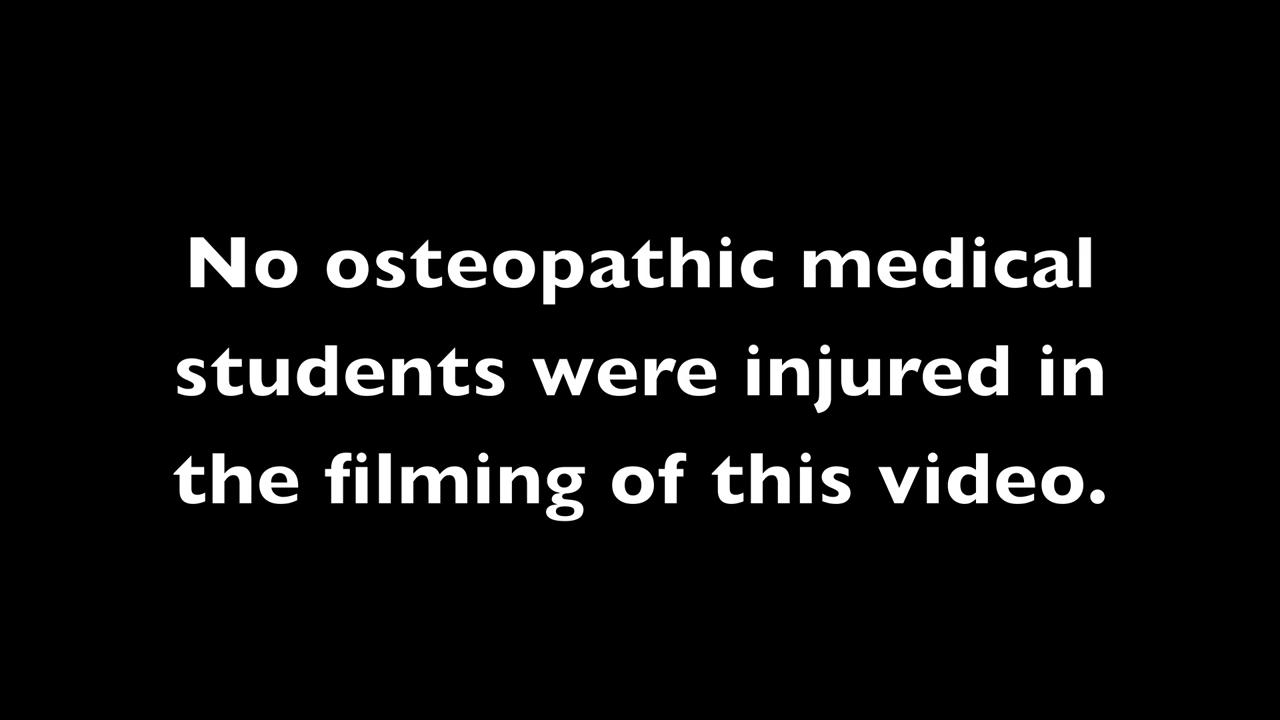 No osteopathic medical
students were injured in
the filming of this video.